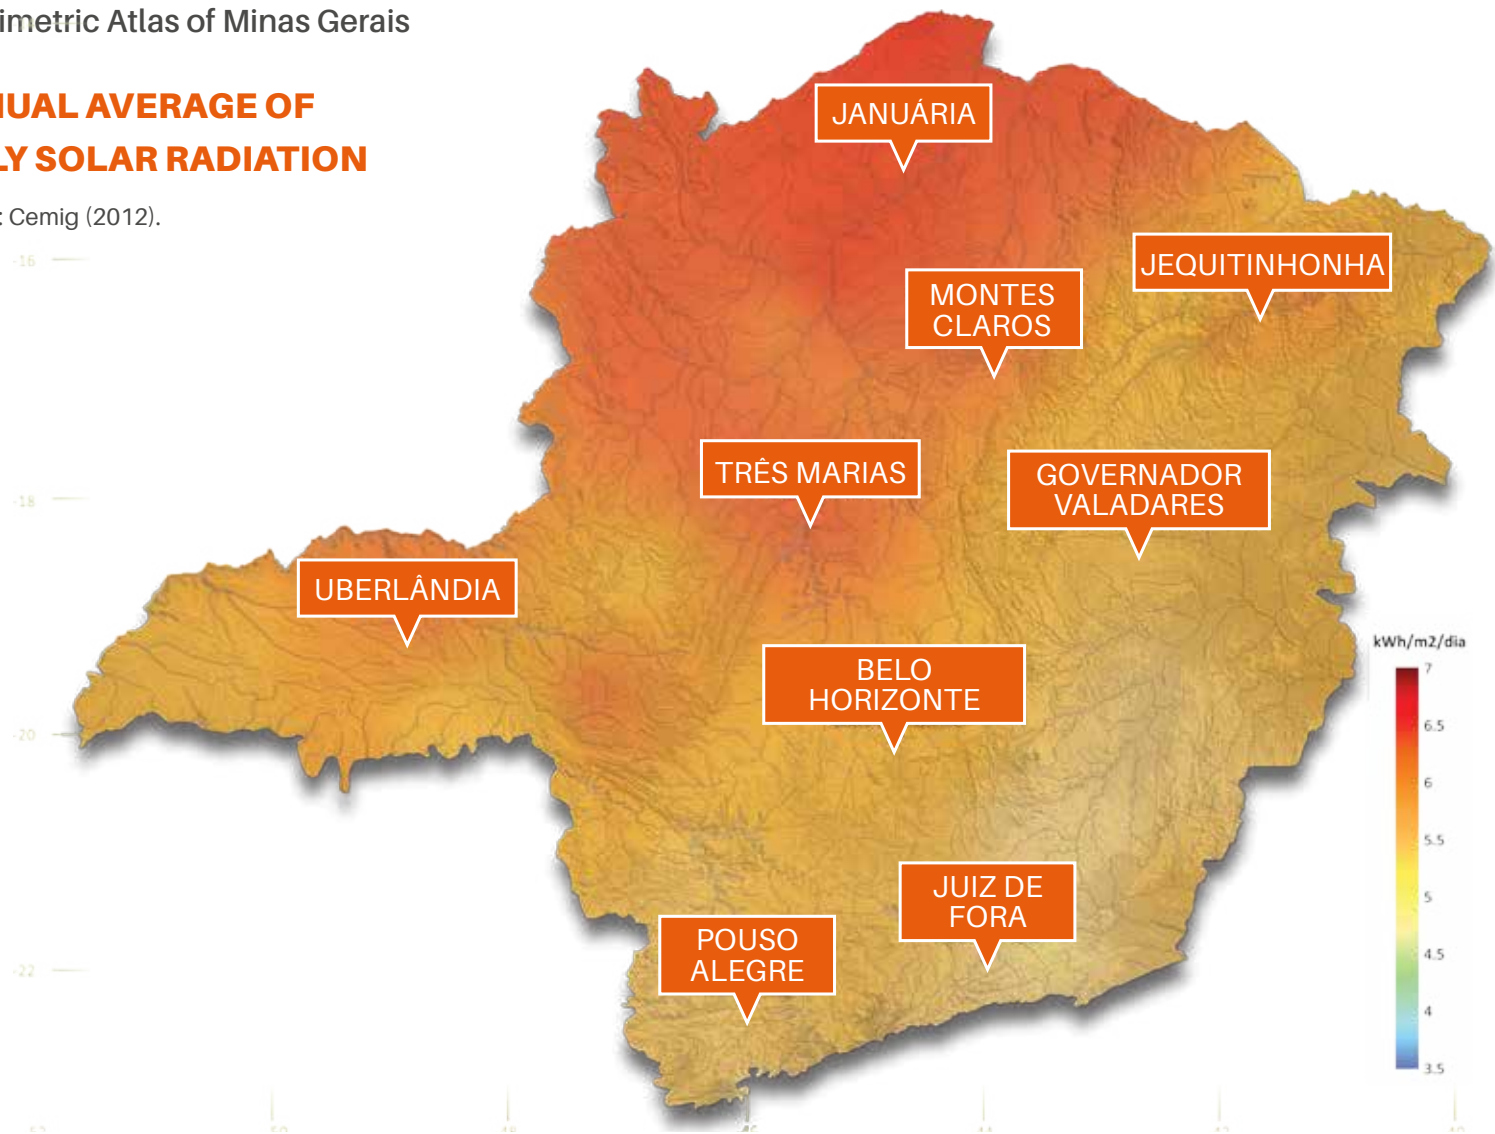 imetric Atlas of Minas Gerais
NUAL AVERAGE OF
LY SOLAR RADIATION
: Cemig (2012).
JANUÁRIA
-16
JEQUITINHONHA
MONTES
CLAROS
TRÊS MARIAS
GOVERNADOR
VALADARES
-18
UBERLÂNDIA
BELO
HORIZONTE
-20
kWh/m2/dia
7
6.5
6
5.5
5
4.5
4
3.5
JUIZ DE
FORA
POUSO
ALEGRE
-22